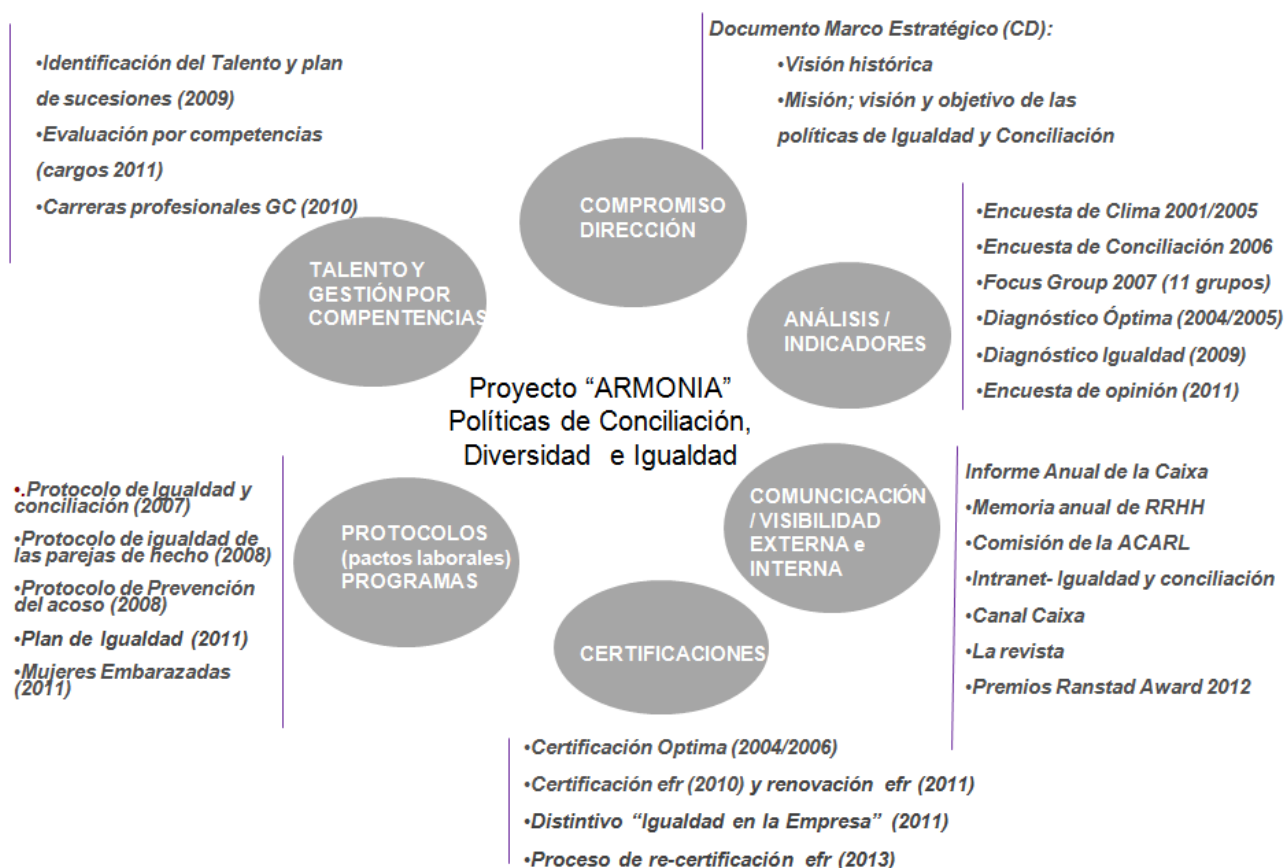 Documento Marco Estratégico (CD):
•Visión histórica
•Misión; visión y objetivo de las
políticas de Igualdad y Conciliación
•Identificación del Talento y plan
de sucesiones (2009)
•Evaluación por competencias
(cargos 2011)
•Carreras profesionales GC (2010)
COMPROMISO
DIRECCIÓN
TALENTO Y
GESTIÓN POR
COMPENTENCIAS
ANÁLISIS /
INDICADORES
•Encuesta de Clima 2001/2005
•Encuesta de Conciliación 2006
•Focus Group 2007 (11 grupos)
•Diagnóstico Óptima (2004/2005)
•Diagnóstico Igualdad (2009)
•Encuesta de opinión (2011)
Proyecto “ARMONIA”
Políticas de Conciliación,
Diversidad e Igualdad
•.Protocolo de Igualdad y
conciliación (2007)
•Protocolo de igualdad de
las parejas de hecho (2008)
•Protocolo de Prevención
del acoso (2008)
•Plan de Igualdad (2011)
•Mujeres Embarazadas
(2011)
PROTOCOLOS
(pactos laborales)
PROGRAMAS
COMUNCICACIÓN
/ VISIBILIDAD
EXTERNA e
INTERNA
Informe Anual de la Caixa
•Memoria anual de RRHH
•Comisión de la ACARL
•Intranet- Igualdad y conciliación
•Canal Caixa
•La revista
•Premios Ranstad Award 2012
CERTIFICACIONES
•Certificación Optima (2004/2006)
•Certificación efr (2010) y renovación efr (2011)
•Distintivo “Igualdad en la Empresa” (2011)
•Proceso de re-certificación efr (2013)